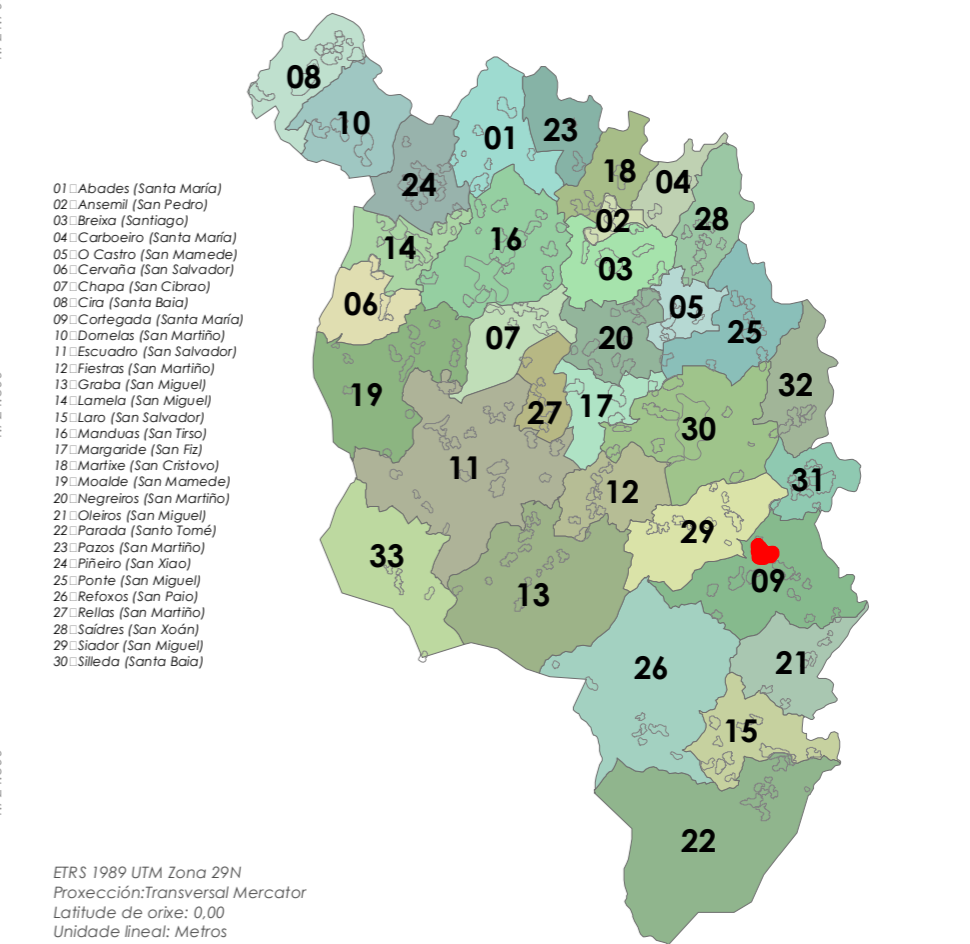 08
10
01
23
24
18
04
02
28
16
14
03
06
05
25
07
20
32
19
27
17
30
11
12
31
29
33
13
09
26
21
15
22
01 Abades (Santa María)
02 Ansemil (San Pedro)
03 Breixa (Santiago)
04 Carboeiro (Santa María)
05 O Castro (San Mamede)
06 Cervaña (San Salvador)
07 Chapa (San Cibrao)
08 Cira (Santa Baia)
09 Cortegada (Santa María)
10 Dornelas (San Martiño)
11 Escuadro (San Salvador)
12 Fiestras (San Martiño)
13 Graba (San Miguel)
14 Lamela (San Miguel)
15 Laro (San Salvador)
16 Manduas (San Tirso)
17 Margaride (San Fiz)
18 Martixe (San Cristovo)
19 Moalde (San Mamede)
20 Negreiros (San Martiño)
21 Oleiros (San Miguel)
22 Parada (Santo Tomé)
23 Pazos (San Martiño)
24 Piñeiro (San Xiao)
25 Ponte (San Miguel)
26 Refoxos (San Paio)
27 Rellas (San Martiño)
28 Saídres (San Xoán)
29 Siador (San Miguel)
30 Silleda (Santa Baia)
ETRS 1989 UTM Zona 29N
Proxección:Transversal Mercator
Latitude de orixe: 0,00
Unidade lineal: Metros